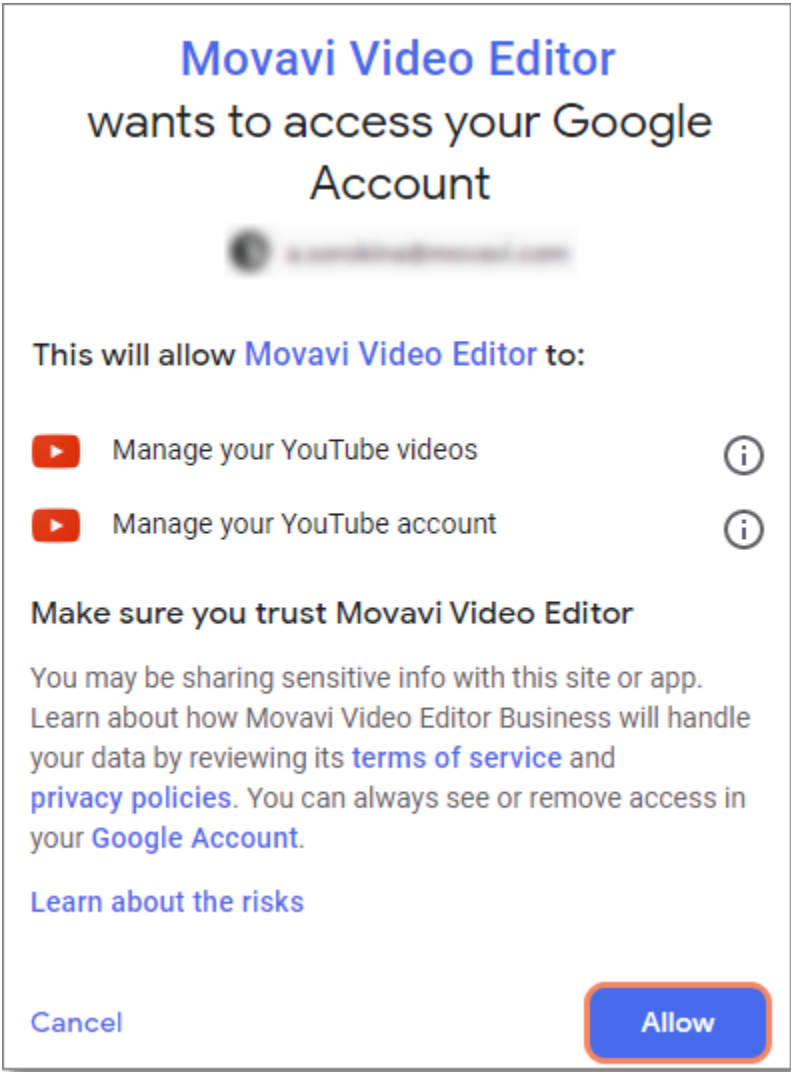 Movavi Video Editor
wants to access your Google
Account
This will allow Movavi Video Editor to:
Manage your YouTube videos
Manage your YouTube account
Make sure you trust Movavi Video Editor
You may be sharing sensitive info with this site or app.
Learn about how Movavi Video Editor Business will handle
your data by reviewing its terms of service and
privacy policies. You can always see or remove access in
your Google Account.
Learn about the risks
Cancel
Allow